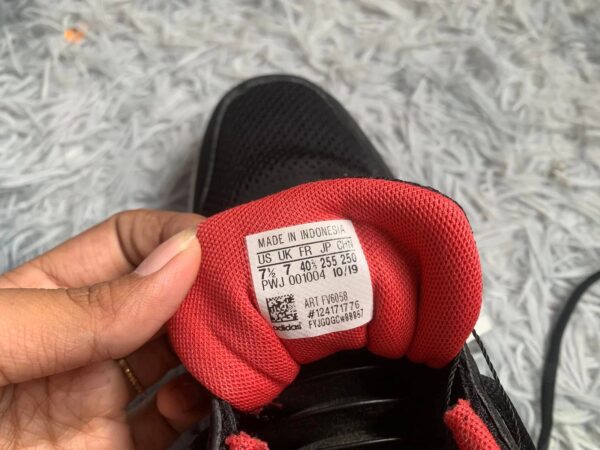 MADE IN INDONESIA
US UK FR JP CHN
7½ 7 40⅔ 255 250
PWJ 001004 10/19
ART FV6058
#124171776
adidas